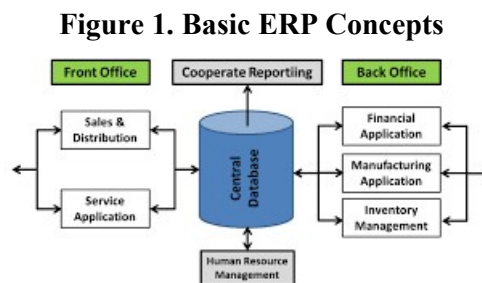 Figure 1. Basic ERP Concepts
Front Office
Cooperate Reportiing
Back Office
Sales &
Distribution
Service
Application
Central
Database
Financial
Application
Manufacturing
Application
Inventory
Management
Human Resource
Management